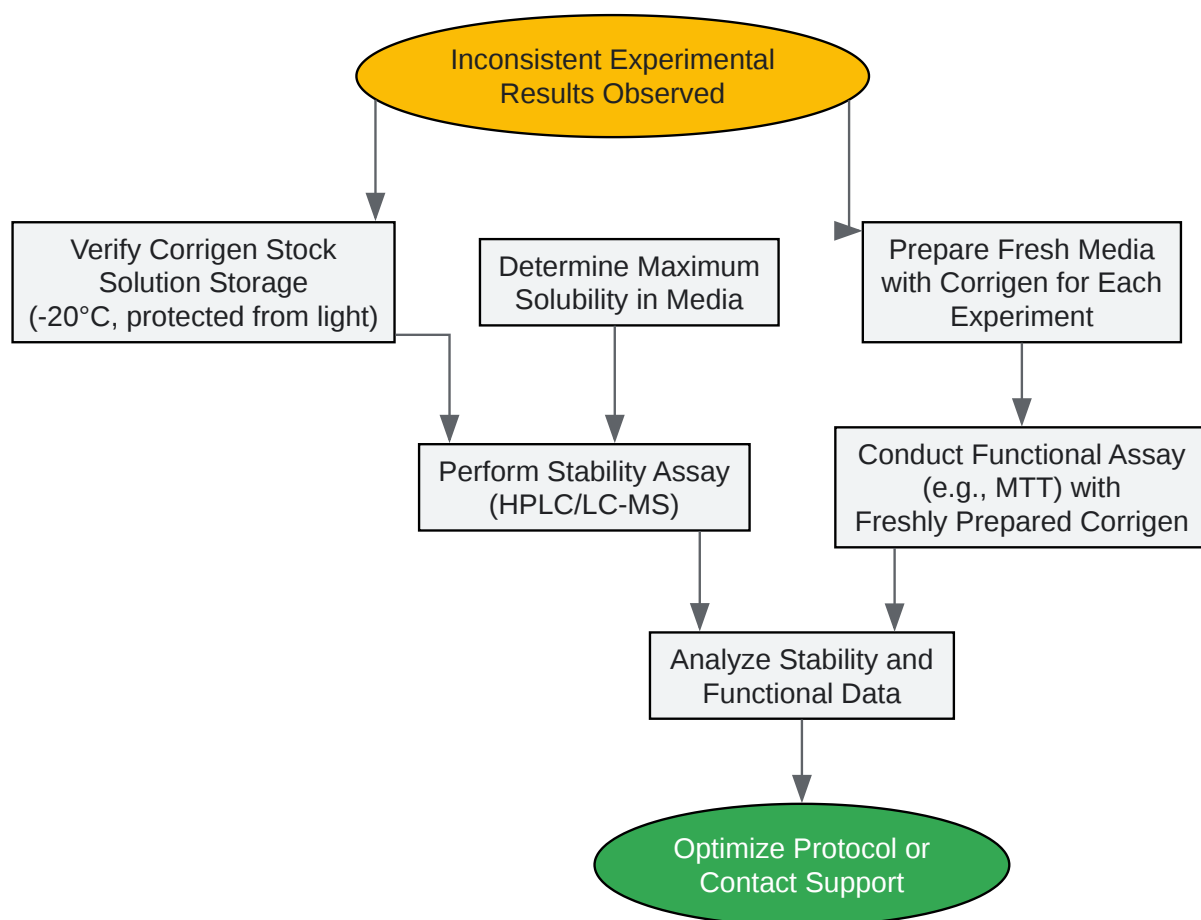 Inconsistent Experimental
Results Observed
Verify Corrigen Stock
Solution Storage
(-20°C, protected from light)
Determine Maximum
Solubility in Media
Prepare Fresh Media
with Corrigen for Each
Experiment
Perform Stability Assay
(HPLC/LC-MS)
Conduct Functional Assay
(e.g., MTT) with
Freshly Prepared Corrigen
Analyze Stability and
Functional Data
Optimize Protocol or
Contact Support